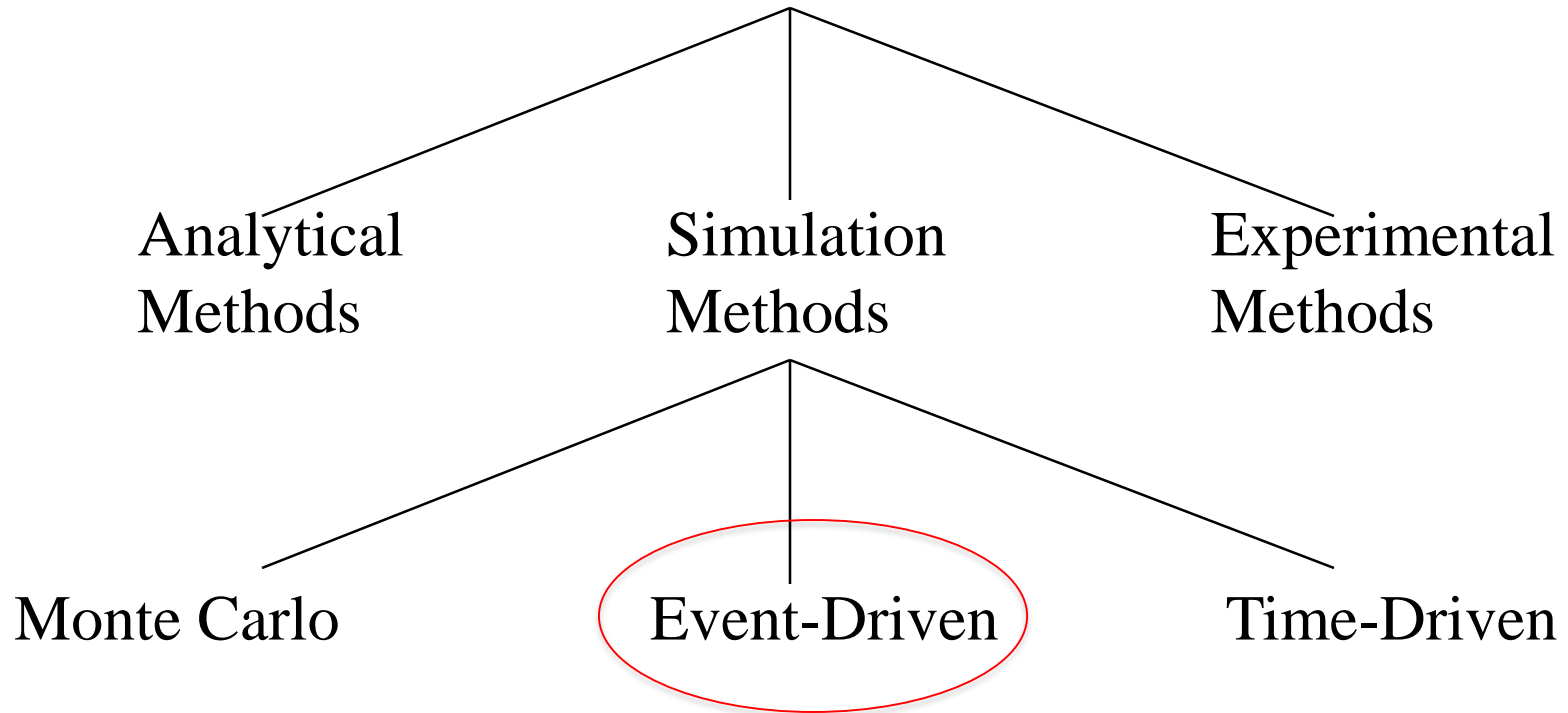 Analytical
Methods
Simulation
Methods
Experimental
Methods
Monte Carlo
Event-Driven
Time-Driven